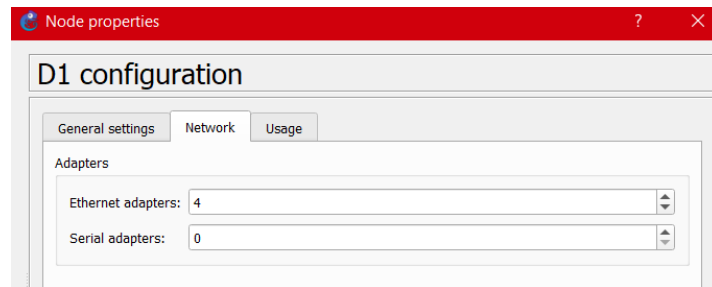 Node properties ? ×
D1 configuration
General settings Network Usage
Adapters
Ethernet adapters: 4
Serial adapters: 0